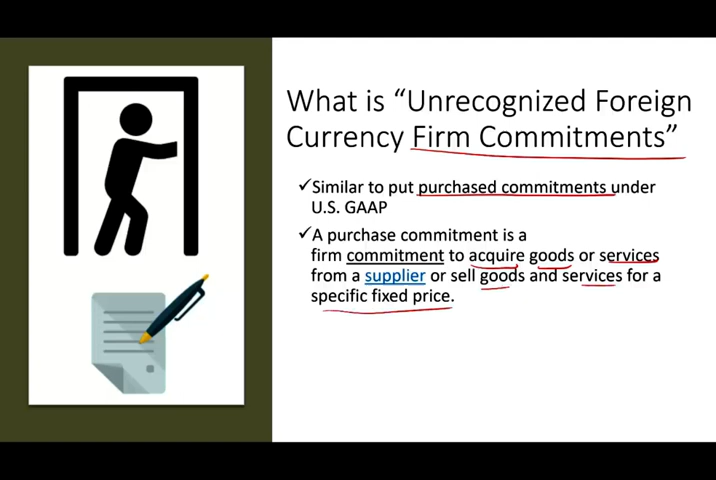 What is “Unrecognized Foreign
Currency Firm Commitments”
✓Similar to put purchased commitments under
U.S. GAAP
✓A purchase commitment is a
firm commitment to acquire goods or services
from a supplier or sell goods and services for a
specific fixed price.